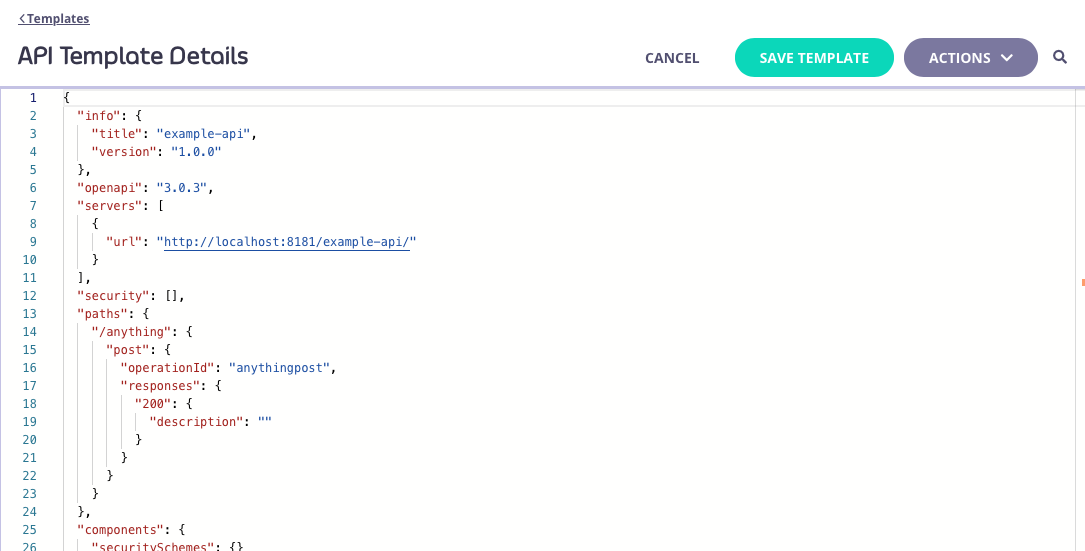 Templates
API Template Details
CANCEL
SAVE TEMPLATE
ACTIONS
1 {
2 "info": {
3 "title": "example-api",
4 "version": "1.0.0"
5 },
6 "openapi": "3.0.3",
7 "servers": [
8 {
9 "url": "http://localhost:8181/example-api/"
10 }
11 ],
12 "security": [],
13 "paths": {
14 "/anything": {
15 "post": {
16 "operationId": "anythingpost",
17 "responses": {
18 "200": {
19 "description": ""
20 }
21 }
22 }
23 }
24 },
25 "components": {
26 "securitySchemes": {}